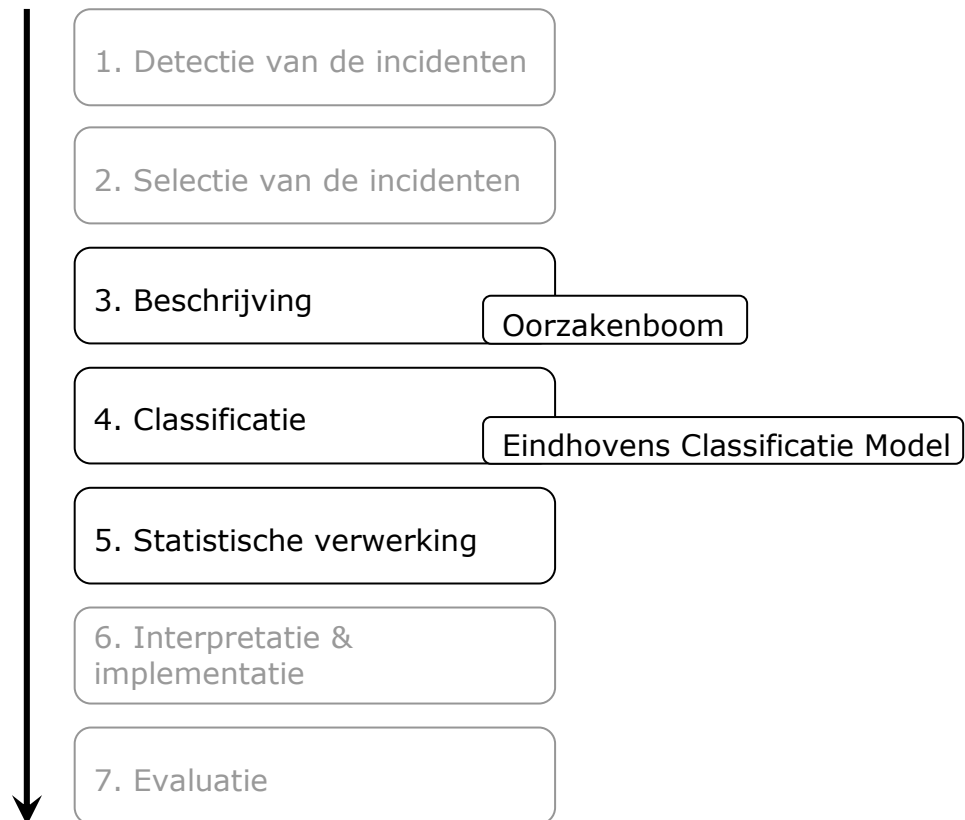 1. Detectie van de incidenten
2. Selectie van de incidenten
3. Beschrijving
Oorzakenboom
4. Classificatie
Eindhovens Classificatie Model
5. Statistische verwerking
6. Interpretatie &
implementatie
7. Evaluatie